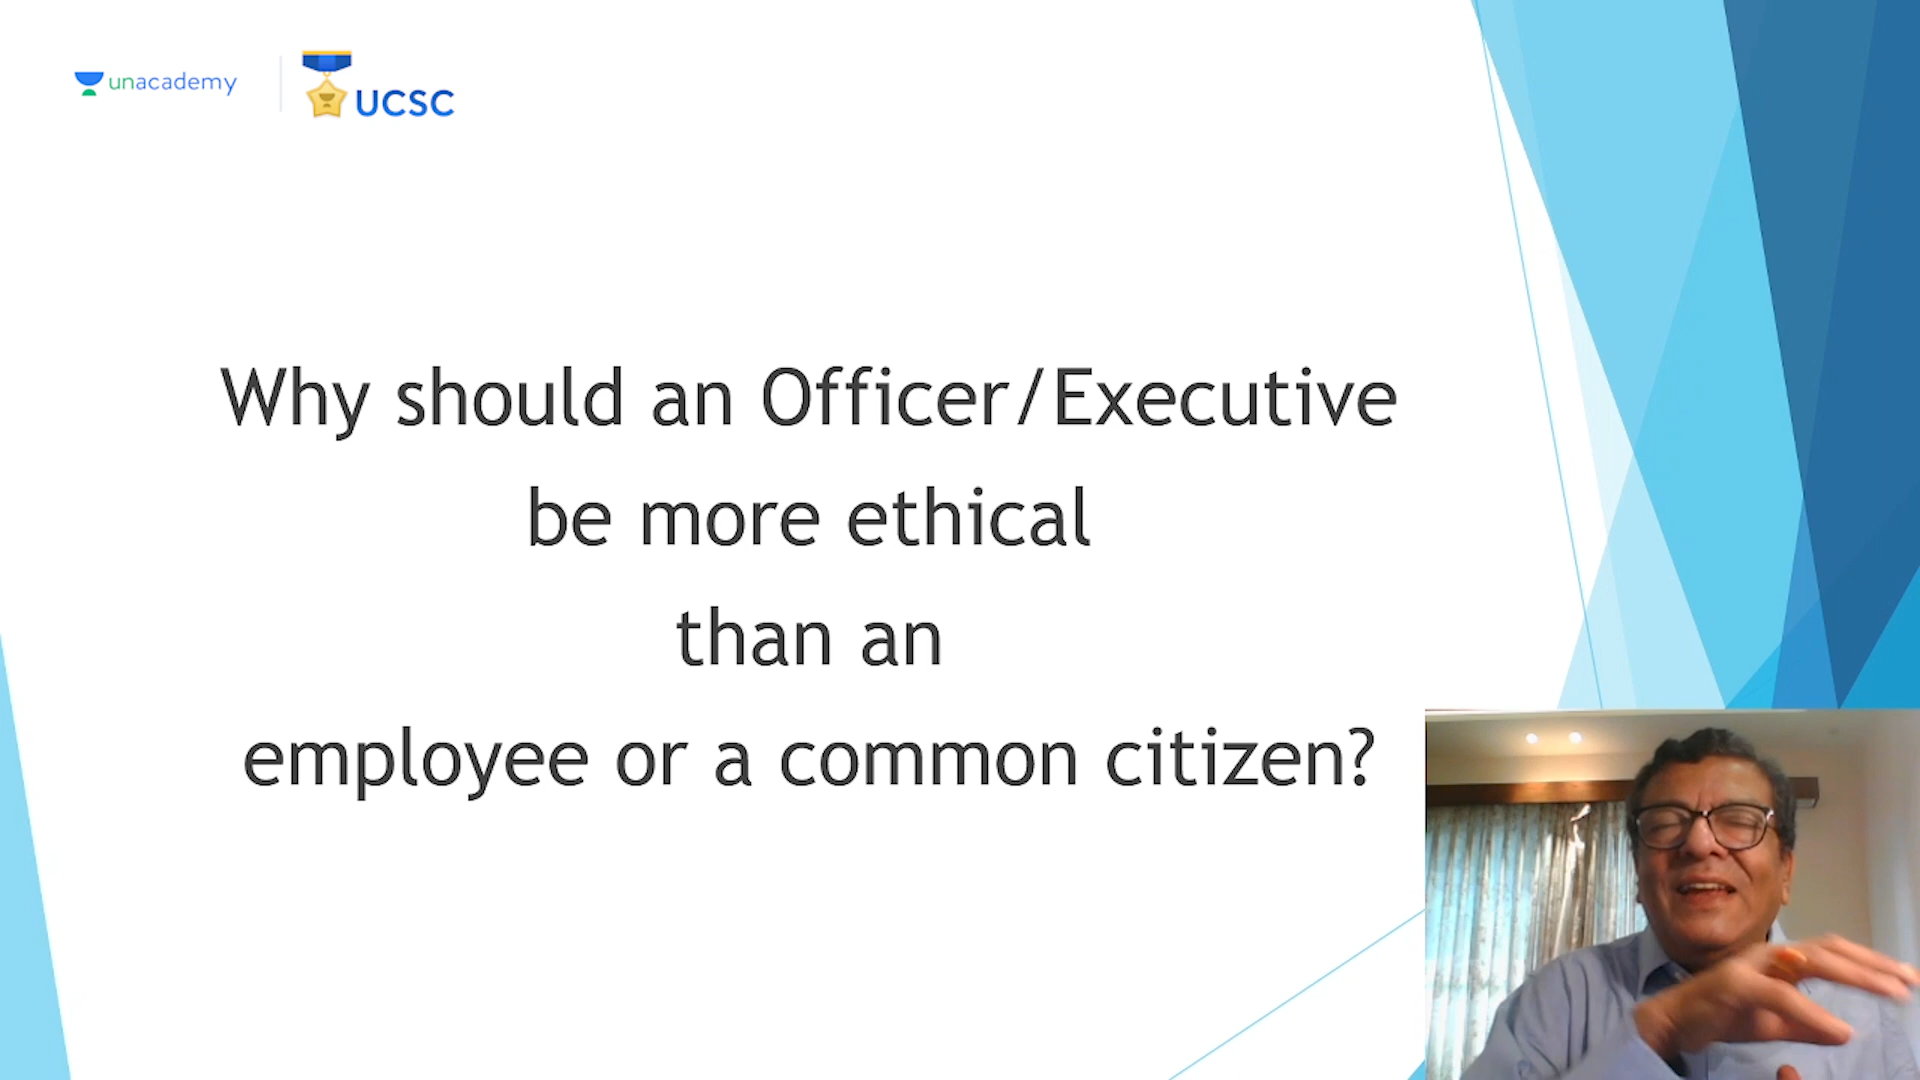 unacademy
UCSC
Why should an Officer/Executive
be more ethical
than an
employee or a common citizen?